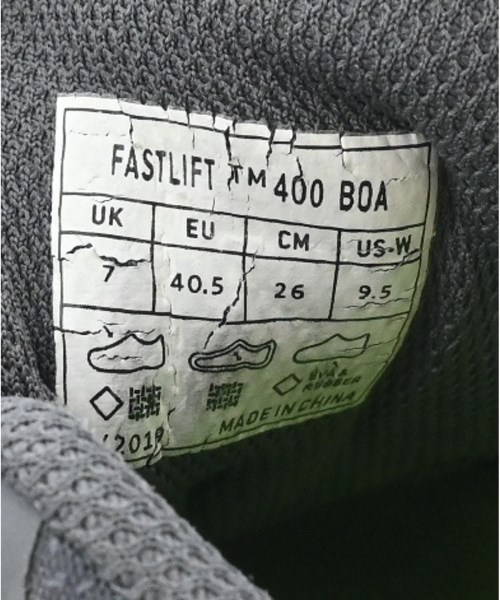 FASTLIFT ™ 400 BOA
UK EU CM US-W
7 40.5 26 9.5
EVA &
RUBBER
MADE IN CHINA
/2019